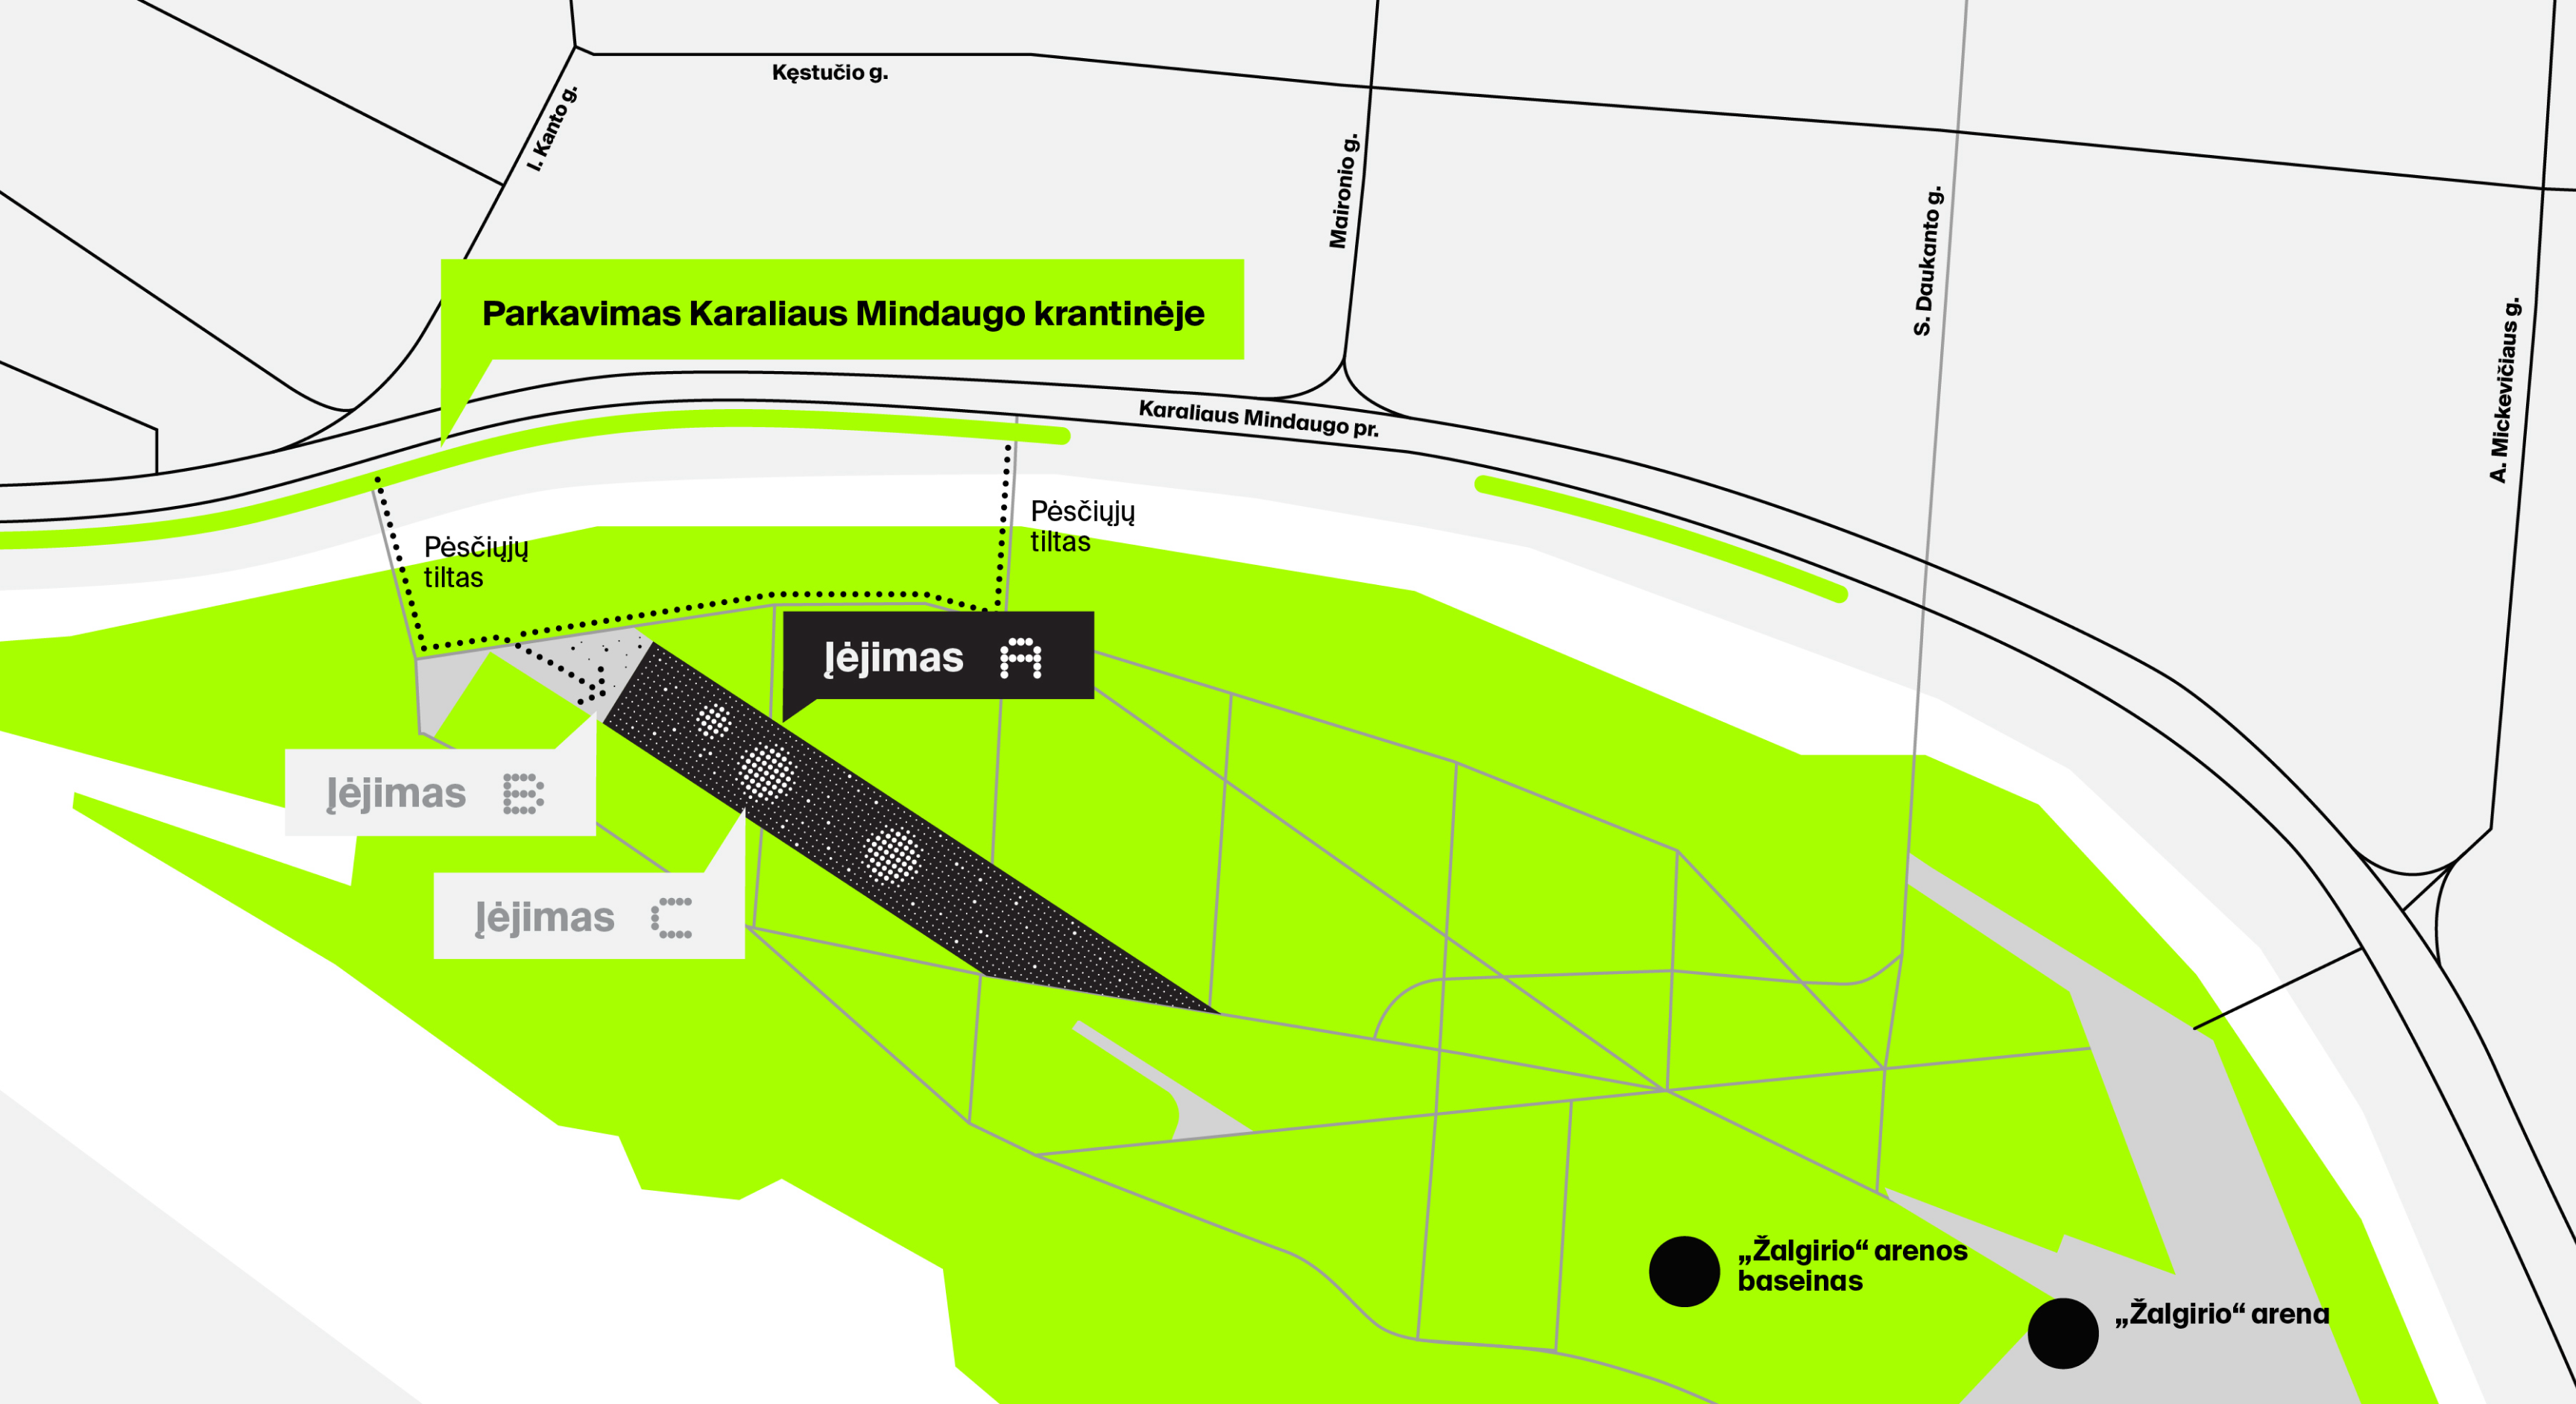 Kęstučio g.
I. Kanto g.
Maironio g.
S. Daukanto g.
A. Mickevičiaus g.
Parkavimas Karaliaus Mindaugo krantinėje
Karaliaus Mindaugo pr.
Pėsčiųjų
tiltas
Pėsčiųjų
tiltas
Įėjimas A
Įėjimas B
Įėjimas C
„Žalgirio“ arenos
baseinas
„Žalgirio“ arena